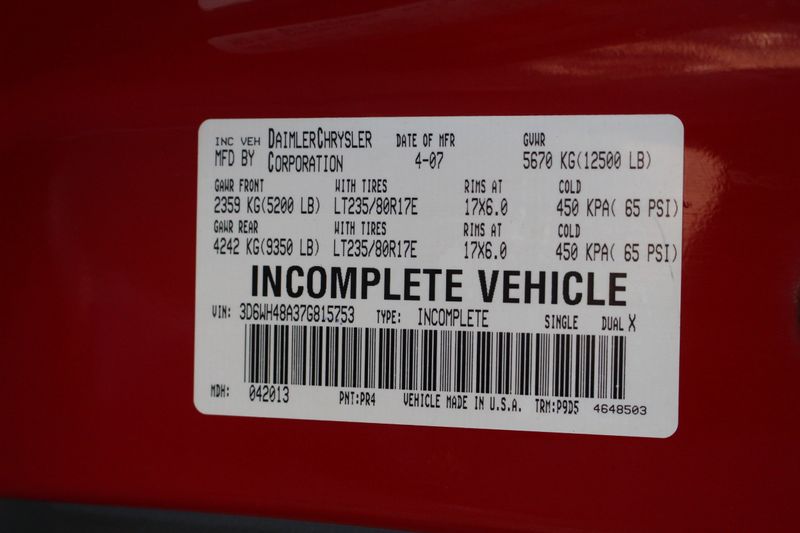 INC VEH DAIMLERCHRYSLER DATE OF MFR GVWR
MFD BY CORPORATION 4-07 5670 KG(12500 LB)
GAWR FRONT WITH TIRES RIMS AT COLD
2359 KG(5200 LB) LT235/80R17E 17X6.0 450 KPA( 65 PSI)
GAWR REAR WITH TIRES RIMS AT COLD
4242 KG(9350 LB) LT235/80R17E 17X6.0 450 KPA( 65 PSI)
INCOMPLETE VEHICLE
VIN: 3D6WH48A37G815753 TYPE: INCOMPLETE SINGLE DUAL X
MDH: 042013 PNT:PR4 VEHICLE MADE IN U.S.A. TRM:P9D5 4648503